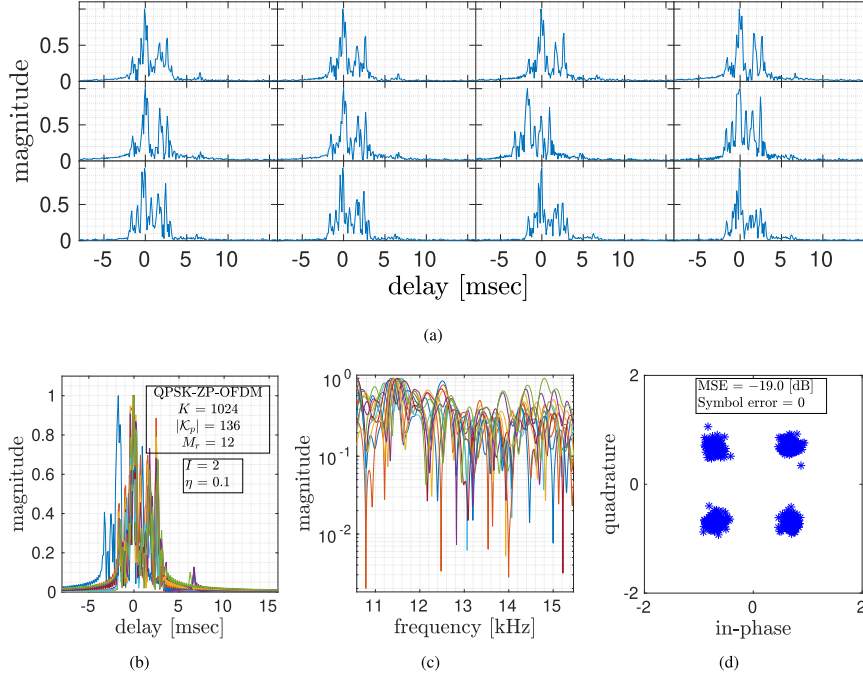 magnitude
1
0.5
0
0.5
0
0.5
0
-5 0 5 10
-5 0 5 10
-5 0 5 10
-5 0 5 10
delay [msec]
(a)
magnitude
1
0.8
0.6
0.4
0.2
0
QPSK-ZP-OFDM
K = 1024
|𝒦ₚ| = 136
Mᵣ = 12
I = 2
η = 0.1
-5 0 5 10 15
delay [msec]
(b)
magnitude
10⁰
10⁻¹
10⁻²
11 12 13 14 15
frequency [kHz]
(c)
quadrature
2
0
-2
MSE = −19.0 [dB]
Symbol error = 0
-2 0 2
in-phase
(d)